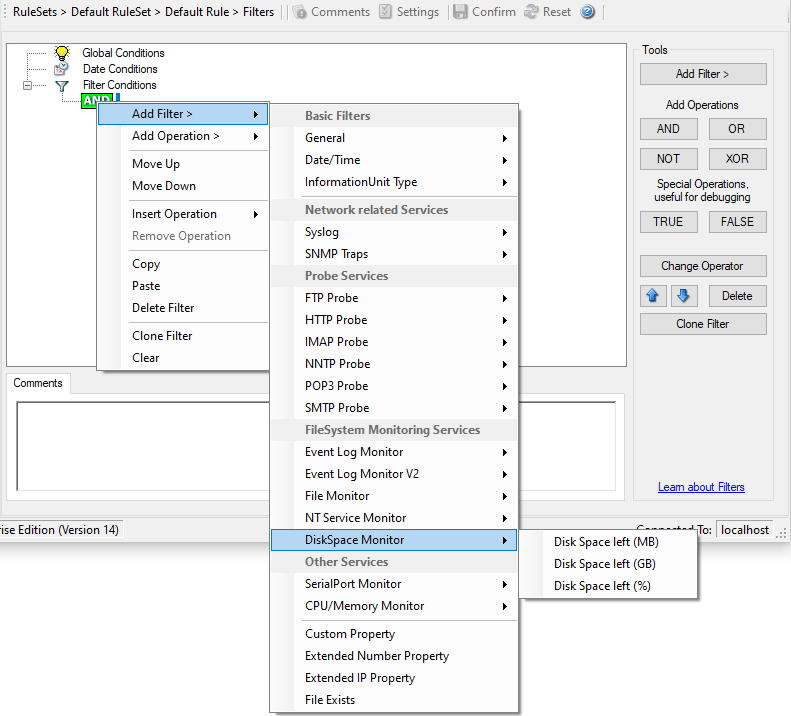 RuleSets > Default RuleSet > Default Rule > Filters Comments Settings Confirm Reset ?
Global Conditions
Date Conditions
Filter Conditions
AND
Add Filter >
Add Operation >
Move Up
Move Down
Insert Operation
Remove Operation
Copy
Paste
Delete Filter
Clone Filter
Clear
Basic Filters
General
Date/Time
InformationUnit Type
Network related Services
Syslog
SNMP Traps
Probe Services
FTP Probe
HTTP Probe
IMAP Probe
NNTP Probe
POP3 Probe
SMTP Probe
FileSystem Monitoring Services
Event Log Monitor
Event Log Monitor V2
File Monitor
NT Service Monitor
DiskSpace Monitor
Other Services
SerialPort Monitor
CPU/Memory Monitor
Custom Property
Extended Number Property
Extended IP Property
File Exists
Disk Space left (MB)
Disk Space left (GB)
Disk Space left (%)
Tools
Add Filter >
Add Operations
AND OR
NOT XOR
Special Operations,
useful for debugging
TRUE FALSE
Change Operator
Delete
Clone Filter
Learn about Filters
Comments
Edition (Version 14)
To: localhost